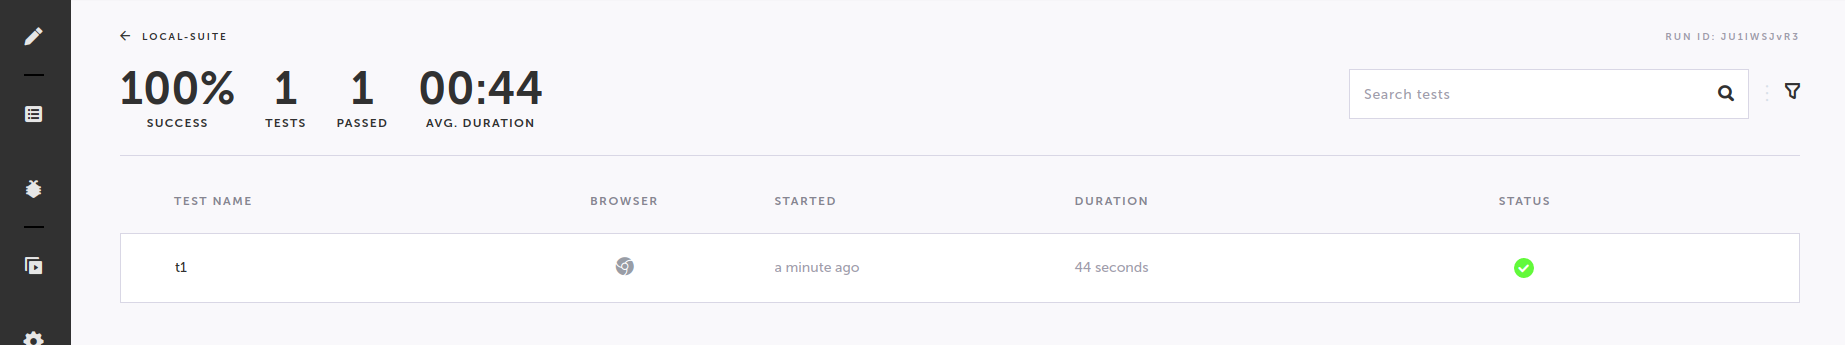 LOCAL-SUITE
RUN ID: JU1IWSJvR3
100% 1 1 00:44
SUCCESS TESTS PASSED AVG. DURATION
Search tests
TEST NAME BROWSER STARTED DURATION STATUS
t1 a minute ago 44 seconds